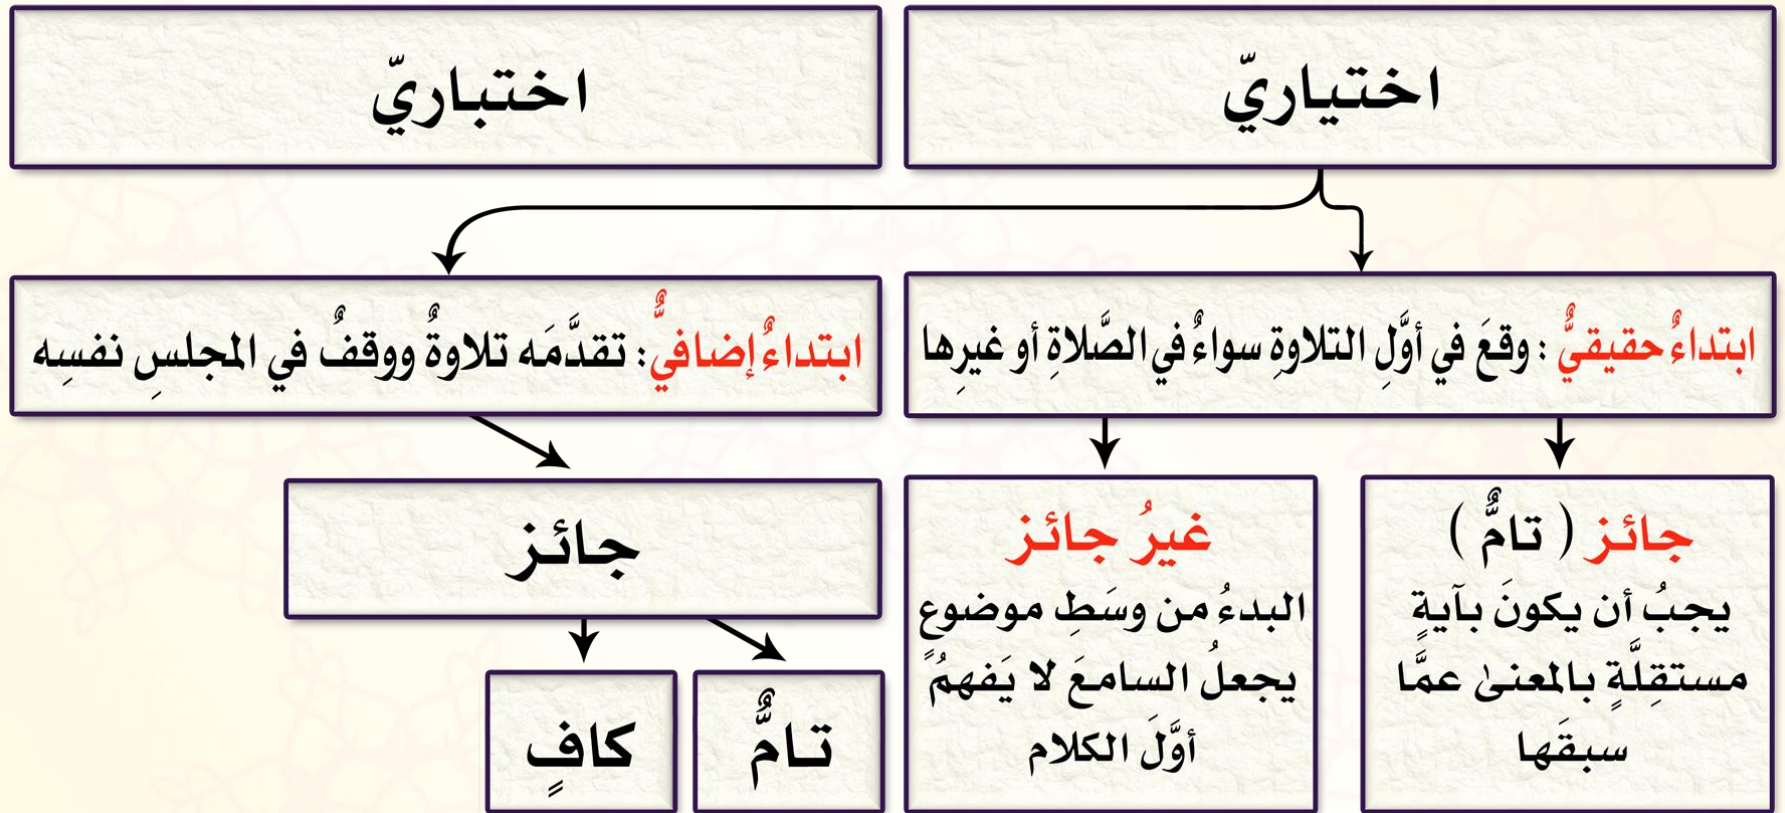 اختياريّ
اختباريّ
ابتداءٌ حقيقيٌّ : وقعَ في أوَّلِ التلاوةِ سواءٌ في الصَّلاةِ أو غيرِها
ابتداءٌ إضافيٌّ: تقدَّمَه تلاوةٌ ووقفٌ في المجلسِ نفسِه
جائز ( تامٌّ )
يجبُ أن يكونَ بآيةٍ
مستقِلَّةٍ بالمعنىٰ عمَّا
سبقَها
غيرُ جائز
البدءُ من وسَطِ موضوعٍ
يجعلُ السامعَ لا يَفهمُ
أوَّلَ الكلام
جائز
تامٌّ
كافٍ